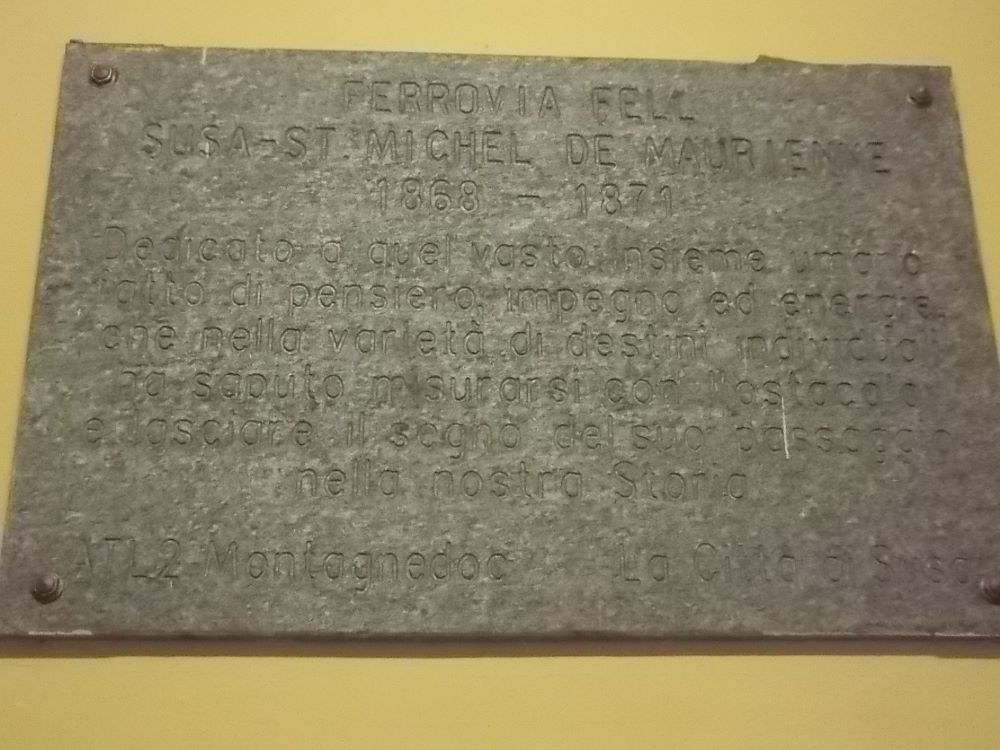 FERROVIA FELL
SUSA-ST. MICHEL DE MAURIENNE
1868 - 1871
Dedicato a quel vasto insieme umano
fatto di pensiero, impegno ed energie,
che nella varietà di destini individuali
ha saputo misurarsi con l'ostacolo
e lasciare il segno del suo passaggio
nella nostra Storia
ATL2 Montagnedoc La Città di Susa